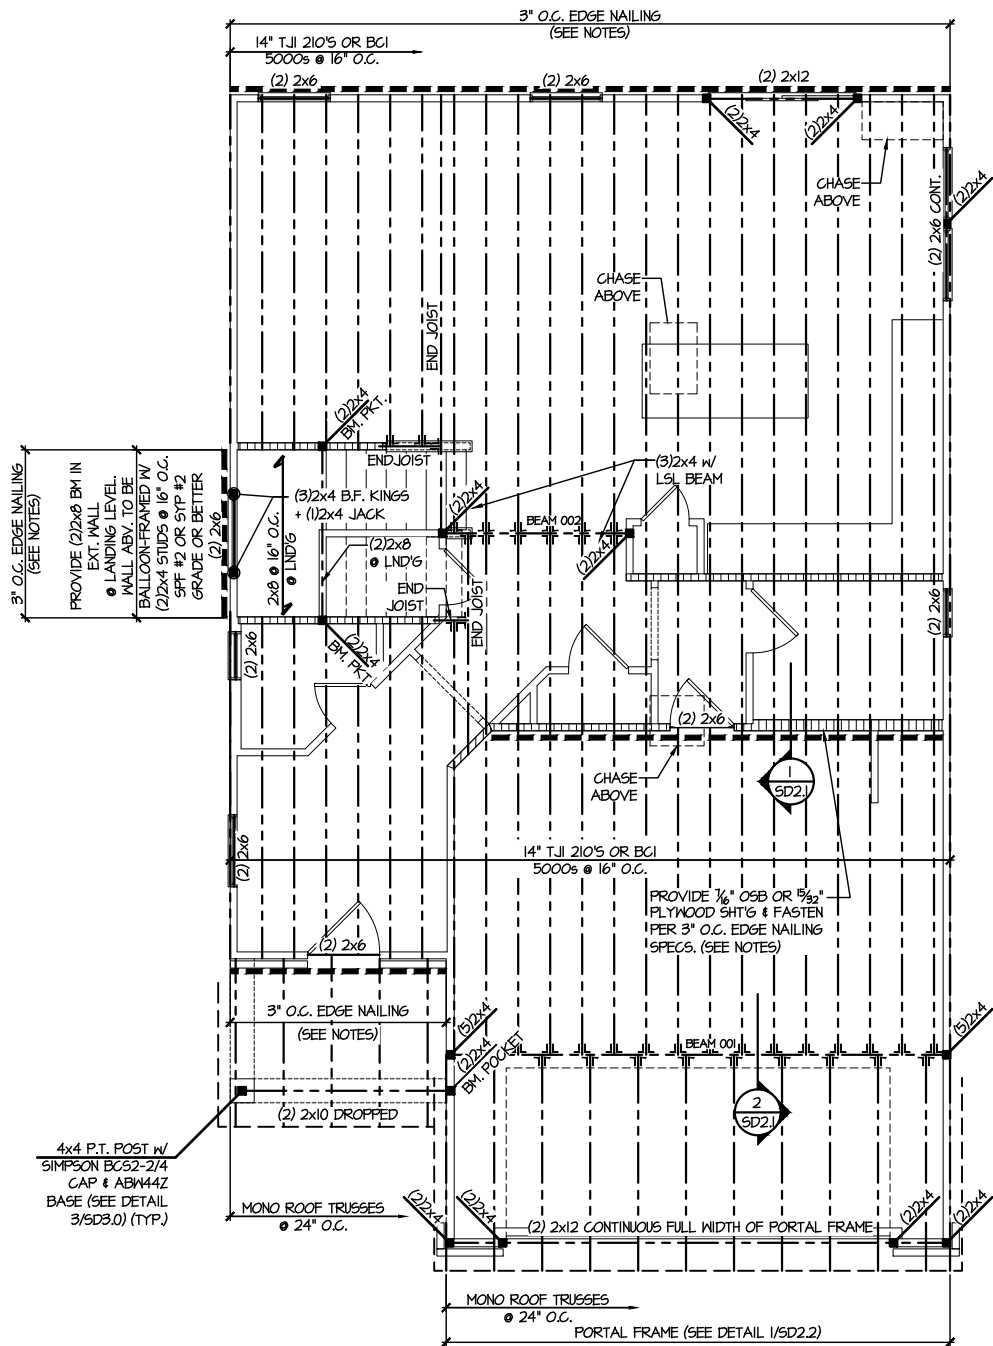 3" O.C. EDGE NAILING
(SEE NOTES)
14" TJI 210'S OR BCI
5000s @ 16" O.C.
(2) 2x6
(2) 2x6
(2) 2x12
(2)2x4
(2)2x4
CHASE
ABOVE
(2)2x4
(2) 2x6 CONT.
CHASE
ABOVE
END JOIST
(2)2x4
BM. PKT.
END JOIST
(3)2x4 W/
LSL BEAM
3" O.C. EDGE NAILING
(SEE NOTES)
PROVIDE (2)2x8 BM IN
EXT. WALL
@ LANDING LEVEL.
WALL ABV. TO BE
BALLOON-FRAMED W/
(2)2x4 STUDS @ 16" O.C.
SPF #2 OR SYP #2
GRADE OR BETTER
(2) 2x6
(3)2x4 B.F. KINGS
+ (1)2x4 JACK
2x8 @ 16" O.C.
@ LND'G
(2)2x8
@ LND'G
(2)2x4
BEAM 002
(2)2x4
END
JOIST
END JOIST
(2) 2x6
(2) 2x6
(2)2x4
BM. PKT.
(2) 2x6
CHASE
ABOVE
1
SD2.1
(2) 2x6
14" TJI 210'S OR BCI
5000s @ 16" O.C.
PROVIDE 7/16" OSB OR 15/32"
PLYWOOD SHT'G & FASTEN
PER 3" O.C. EDGE NAILING
SPECS. (SEE NOTES)
(2) 2x6
3" O.C. EDGE NAILING
(SEE NOTES)
(5)2x4
(2)2x4
BM. POCKET
BEAM 001
(5)2x4
(2) 2x10 DROPPED
2
SD2.1
4x4 P.T. POST W/
SIMPSON BCS2-2/4
CAP & ABW44Z
BASE (SEE DETAIL
3/SD3.0) (TYP.)
MONO ROOF TRUSSES
@ 24" O.C.
(2)2x4
(2)2x4
(2) 2x12 CONTINUOUS FULL WIDTH OF PORTAL FRAME
(2)2x4
(2)2x4
MONO ROOF TRUSSES
@ 24" O.C.
PORTAL FRAME (SEE DETAIL 1/SD2.2)